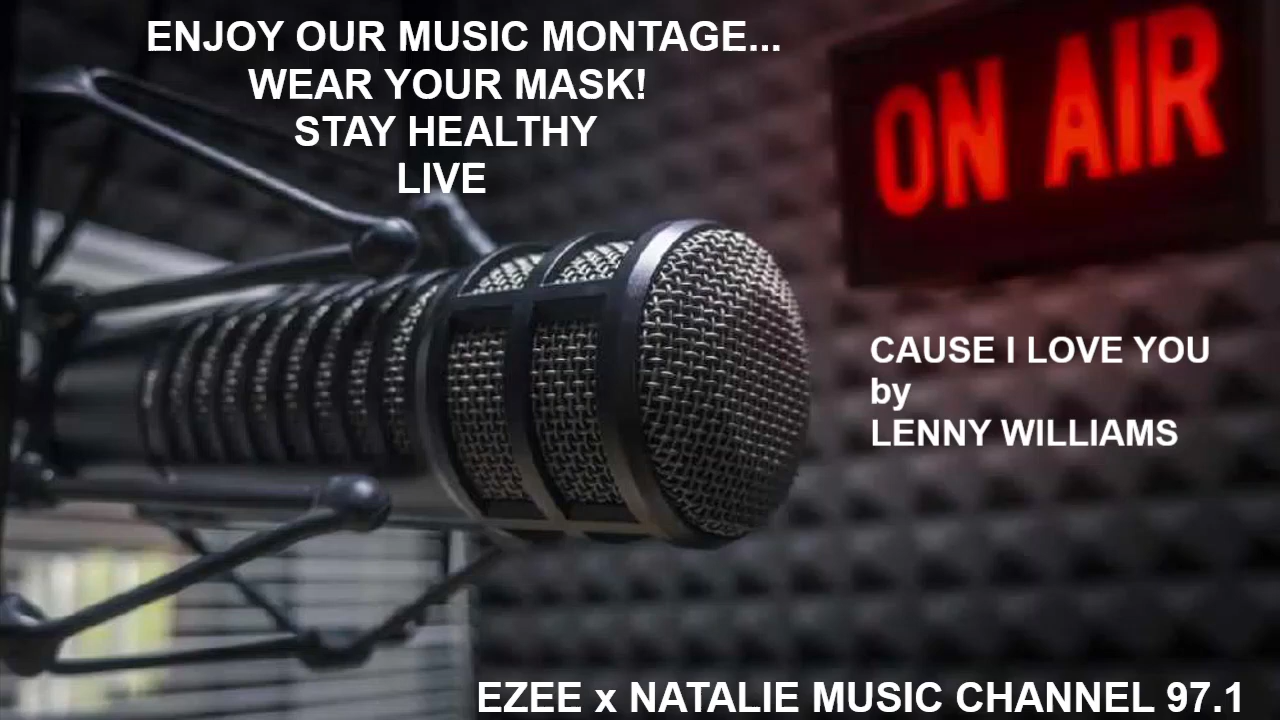 ENJOY OUR MUSIC MONTAGE...
WEAR YOUR MASK!
STAY HEALTHY
LIVE
ON AIR
CAUSE I LOVE YOU
by
LENNY WILLIAMS
EZEE x NATALIE MUSIC CHANNEL 97.1